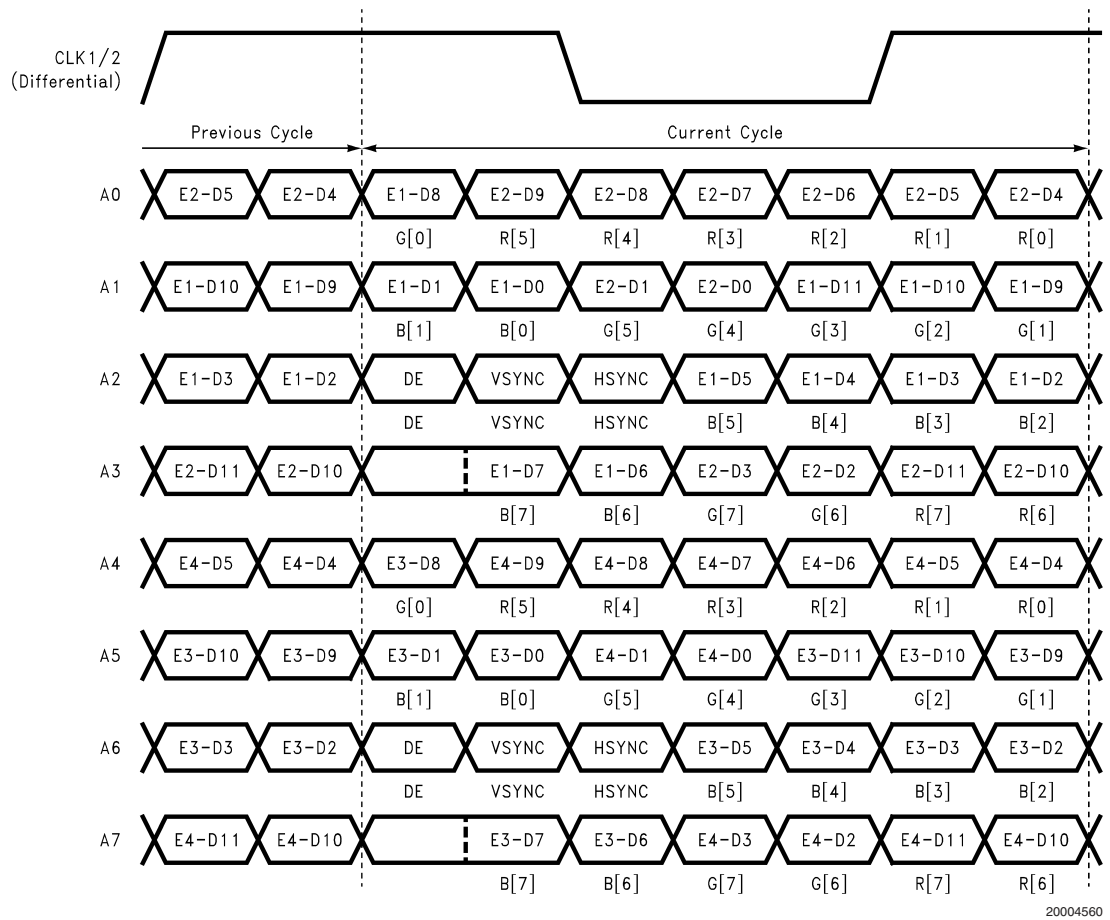 CLK1/2
(Differential)
Previous Cycle Current Cycle
A0 E2-D5 E2-D4 E1-D8 E2-D9 E2-D8 E2-D7 E2-D6 E2-D5 E2-D4
G[0] R[5] R[4] R[3] R[2] R[1] R[0]
A1 E1-D10 E1-D9 E1-D1 E1-D0 E2-D1 E2-D0 E1-D11 E1-D10 E1-D9
B[1] B[0] G[5] G[4] G[3] G[2] G[1]
A2 E1-D3 E1-D2 DE VSYNC HSYNC E1-D5 E1-D4 E1-D3 E1-D2
DE VSYNC HSYNC B[5] B[4] B[3] B[2]
A3 E2-D11 E2-D10 E1-D7 E1-D6 E2-D3 E2-D2 E2-D11 E2-D10
B[7] B[6] G[7] G[6] R[7] R[6]
A4 E4-D5 E4-D4 E3-D8 E4-D9 E4-D8 E4-D7 E4-D6 E4-D5 E4-D4
G[0] R[5] R[4] R[3] R[2] R[1] R[0]
A5 E3-D10 E3-D9 E3-D1 E3-D0 E4-D1 E4-D0 E3-D11 E3-D10 E3-D9
B[1] B[0] G[5] G[4] G[3] G[2] G[1]
A6 E3-D3 E3-D2 DE VSYNC HSYNC E3-D5 E3-D4 E3-D3 E3-D2
DE VSYNC HSYNC B[5] B[4] B[3] B[2]
A7 E4-D11 E4-D10 E3-D7 E3-D6 E4-D3 E4-D2 E4-D11 E4-D10
B[7] B[6] G[7] G[6] R[7] R[6]
20004560